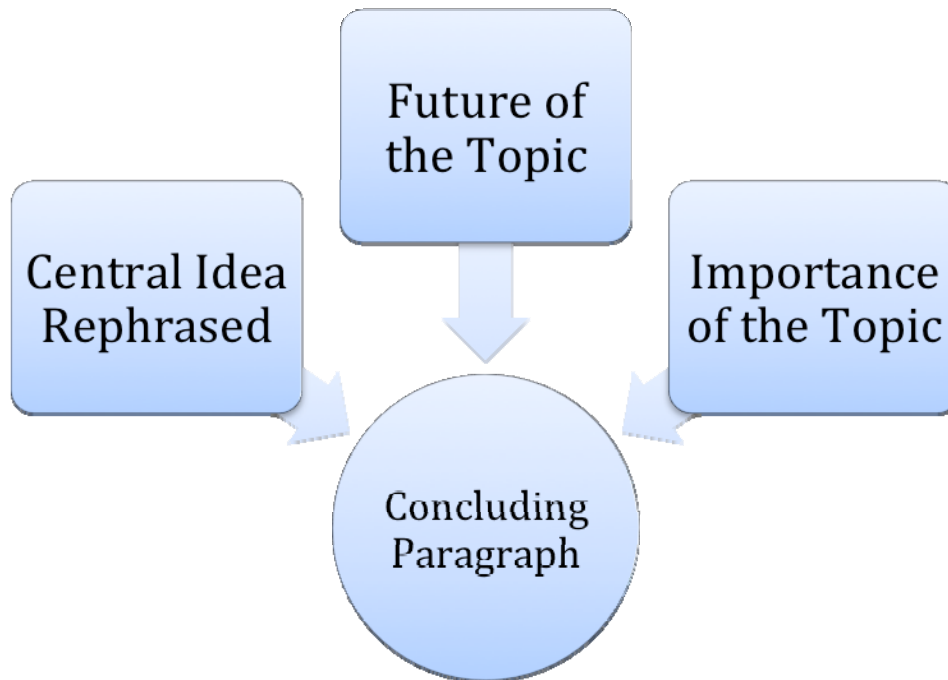 Future of
the Topic
Central Idea
Rephrased
Importance
of the Topic
Concluding
Paragraph